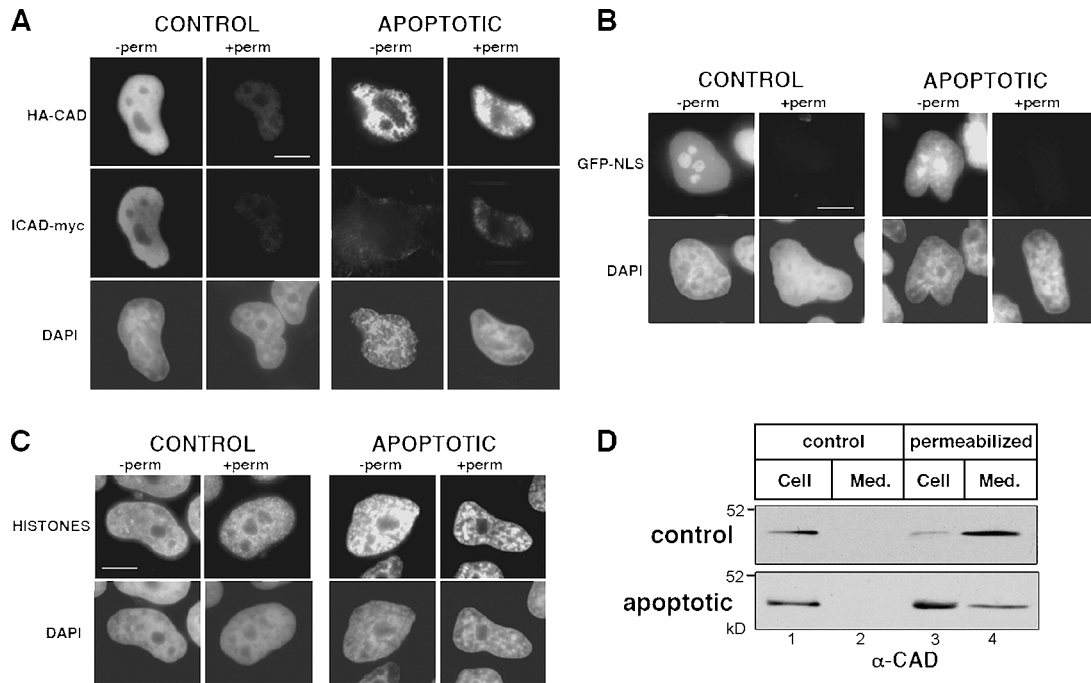 A
CONTROL APOPTOTIC
-perm +perm -perm +perm
HA-CAD
ICAD-myc
DAPI
B
CONTROL APOPTOTIC
-perm +perm -perm +perm
GFP-NLS
DAPI
C
CONTROL APOPTOTIC
-perm +perm -perm +perm
HISTONES
DAPI
D
control permeabilized
Cell Med. Cell Med.
52
control
52
apoptotic
kD
1 2 3 4
α-CAD